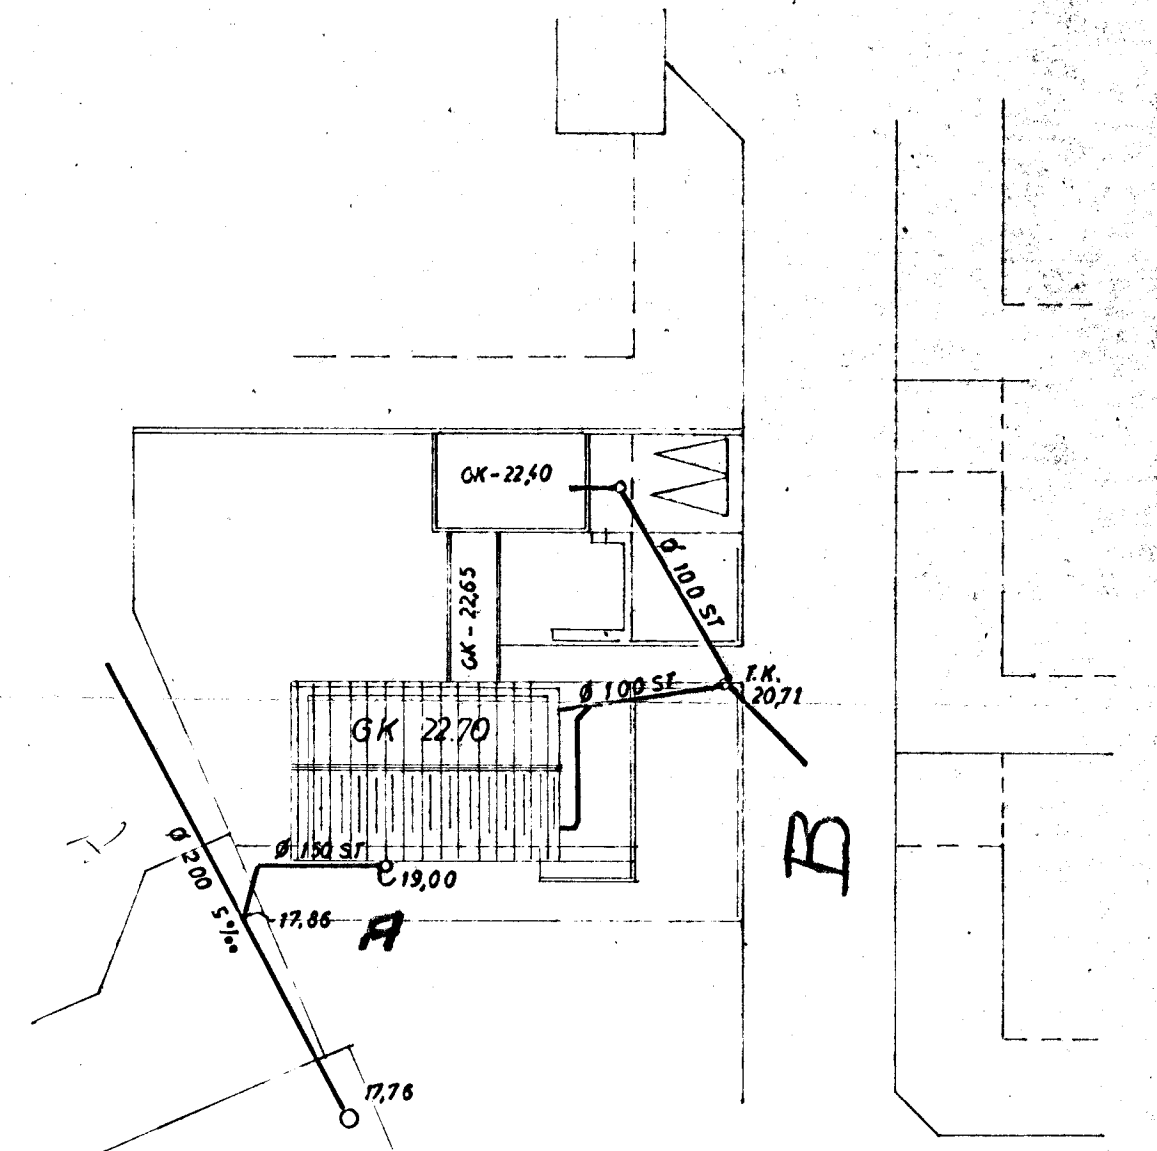 GK-22,40
Ø 100 ST
GK-22,65
T.K.
20,71
Ø 100 ST
GK 22.70
B
Ø 150 ST
19,00
Ø 200 5‰
17,86
A
17,76